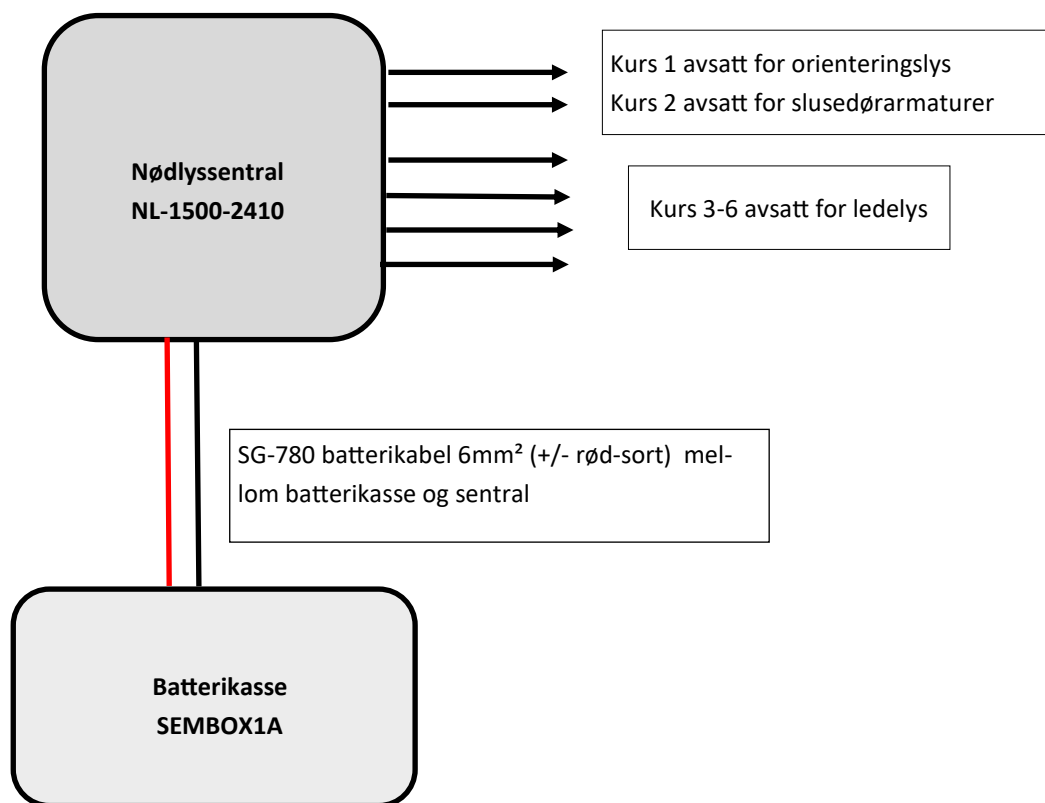 Kurs 1 avsatt for orienteringslys
Kurs 2 avsatt for slusedørarmaturer
Nødlyssentral
NL-1500-2410
Kurs 3-6 avsatt for ledelys
SG-780 batterikabel 6mm² (+/- rød-sort)  mel-
lom batterikasse og sentral
Batterikasse
SEMBOX1A